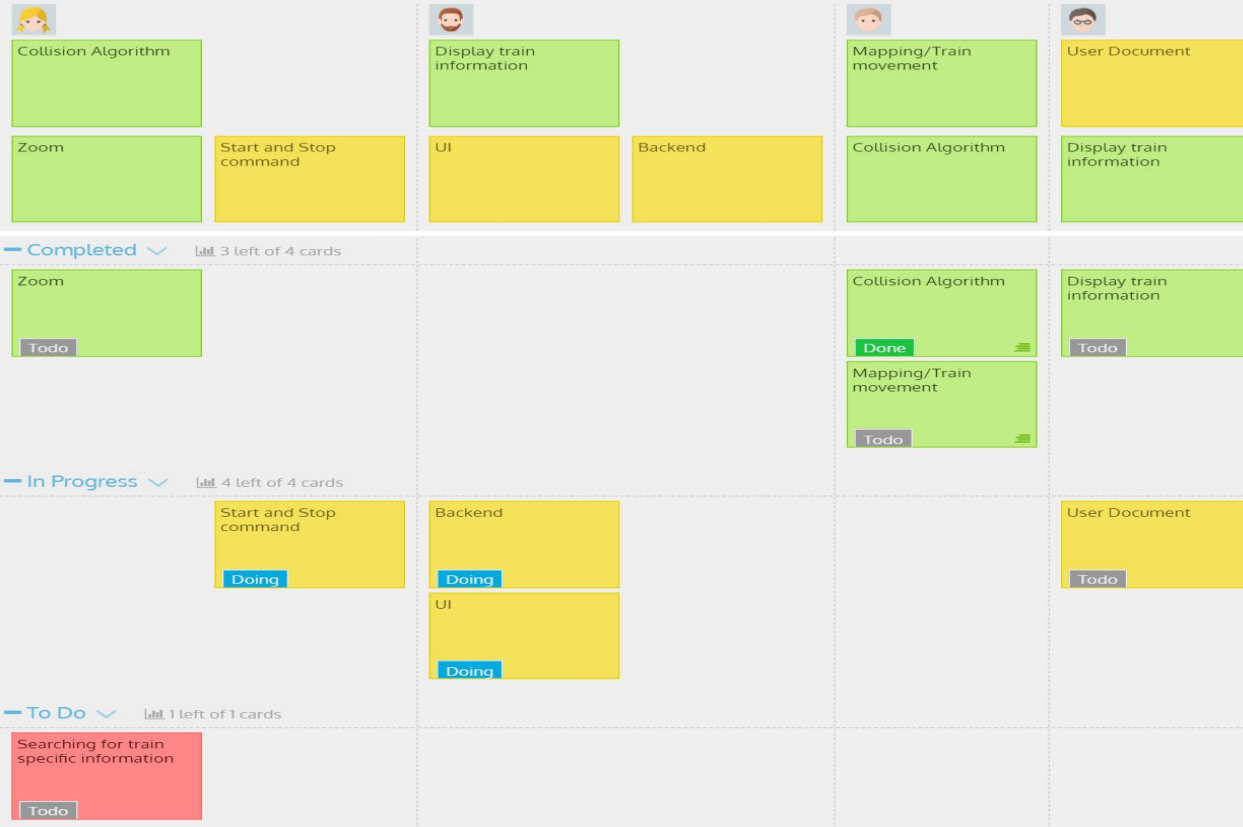 Collision Algorithm
Display train
information
Mapping/Train
movement
User Document
Zoom
Start and Stop
command
UI
Backend
Collision Algorithm
Display train
information
Completed
3 left of 4 cards
Zoom
Todo
Collision Algorithm
Done
Display train
information
Todo
Mapping/Train
movement
Todo
In Progress
4 left of 4 cards
Start and Stop
command
Doing
Backend
Doing
User Document
Todo
UI
Doing
To Do
1 left of 1 cards
Searching for train
specific information
Todo